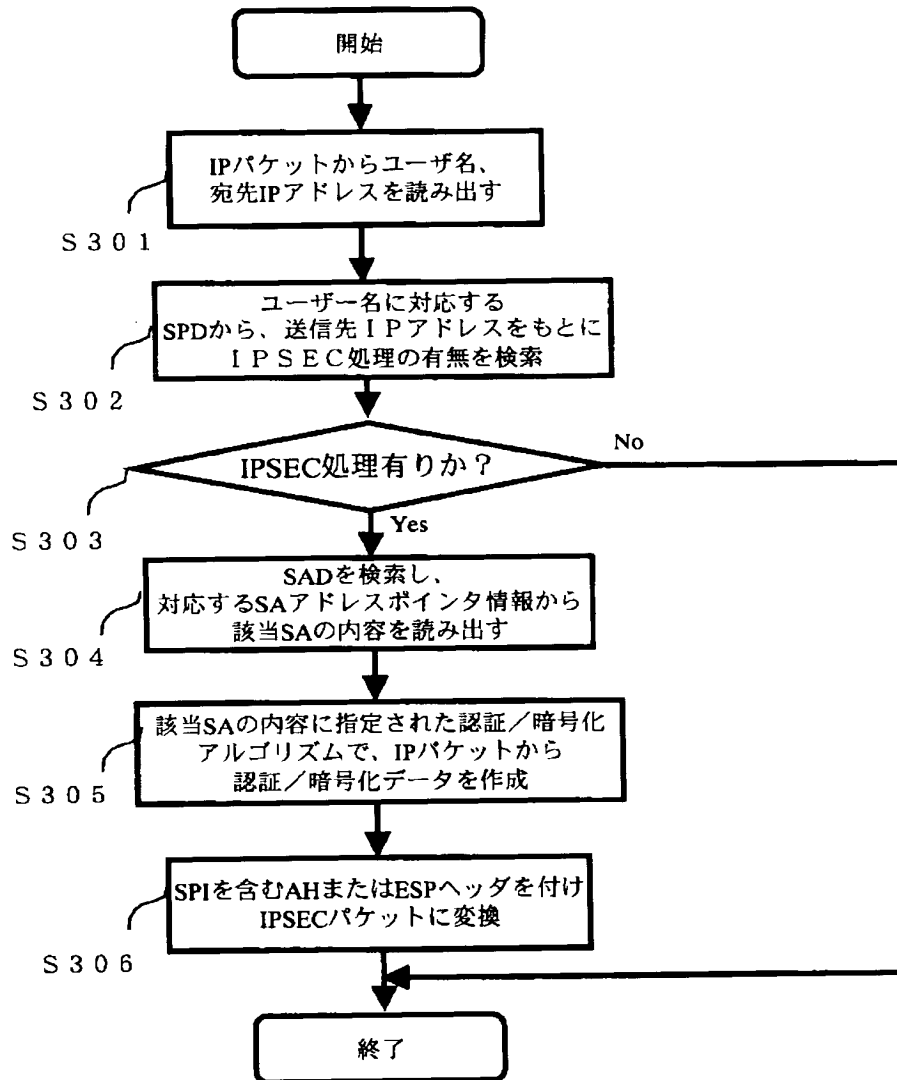 開始
IPパケットからユーザ名、
宛先IPアドレスを読み出す
Ｓ３０１
ユーザー名に対応する
SPDから、送信先ＩＰアドレスをもとに
ＩＰＳＥＣ処理の有無を検索
Ｓ３０２
No
IPSEC処理有りか？
Ｓ３０３
Yes
SADを検索し、
対応するSAアドレスポインタ情報から
該当SAの内容を読み出す
Ｓ３０４
該当SAの内容に指定された認証／暗号化
アルゴリズムで、IPパケットから
認証／暗号化データを作成
Ｓ３０５
SPIを含むAHまたはESPヘッダを付け
IPSECパケットに変換
Ｓ３０６
終了